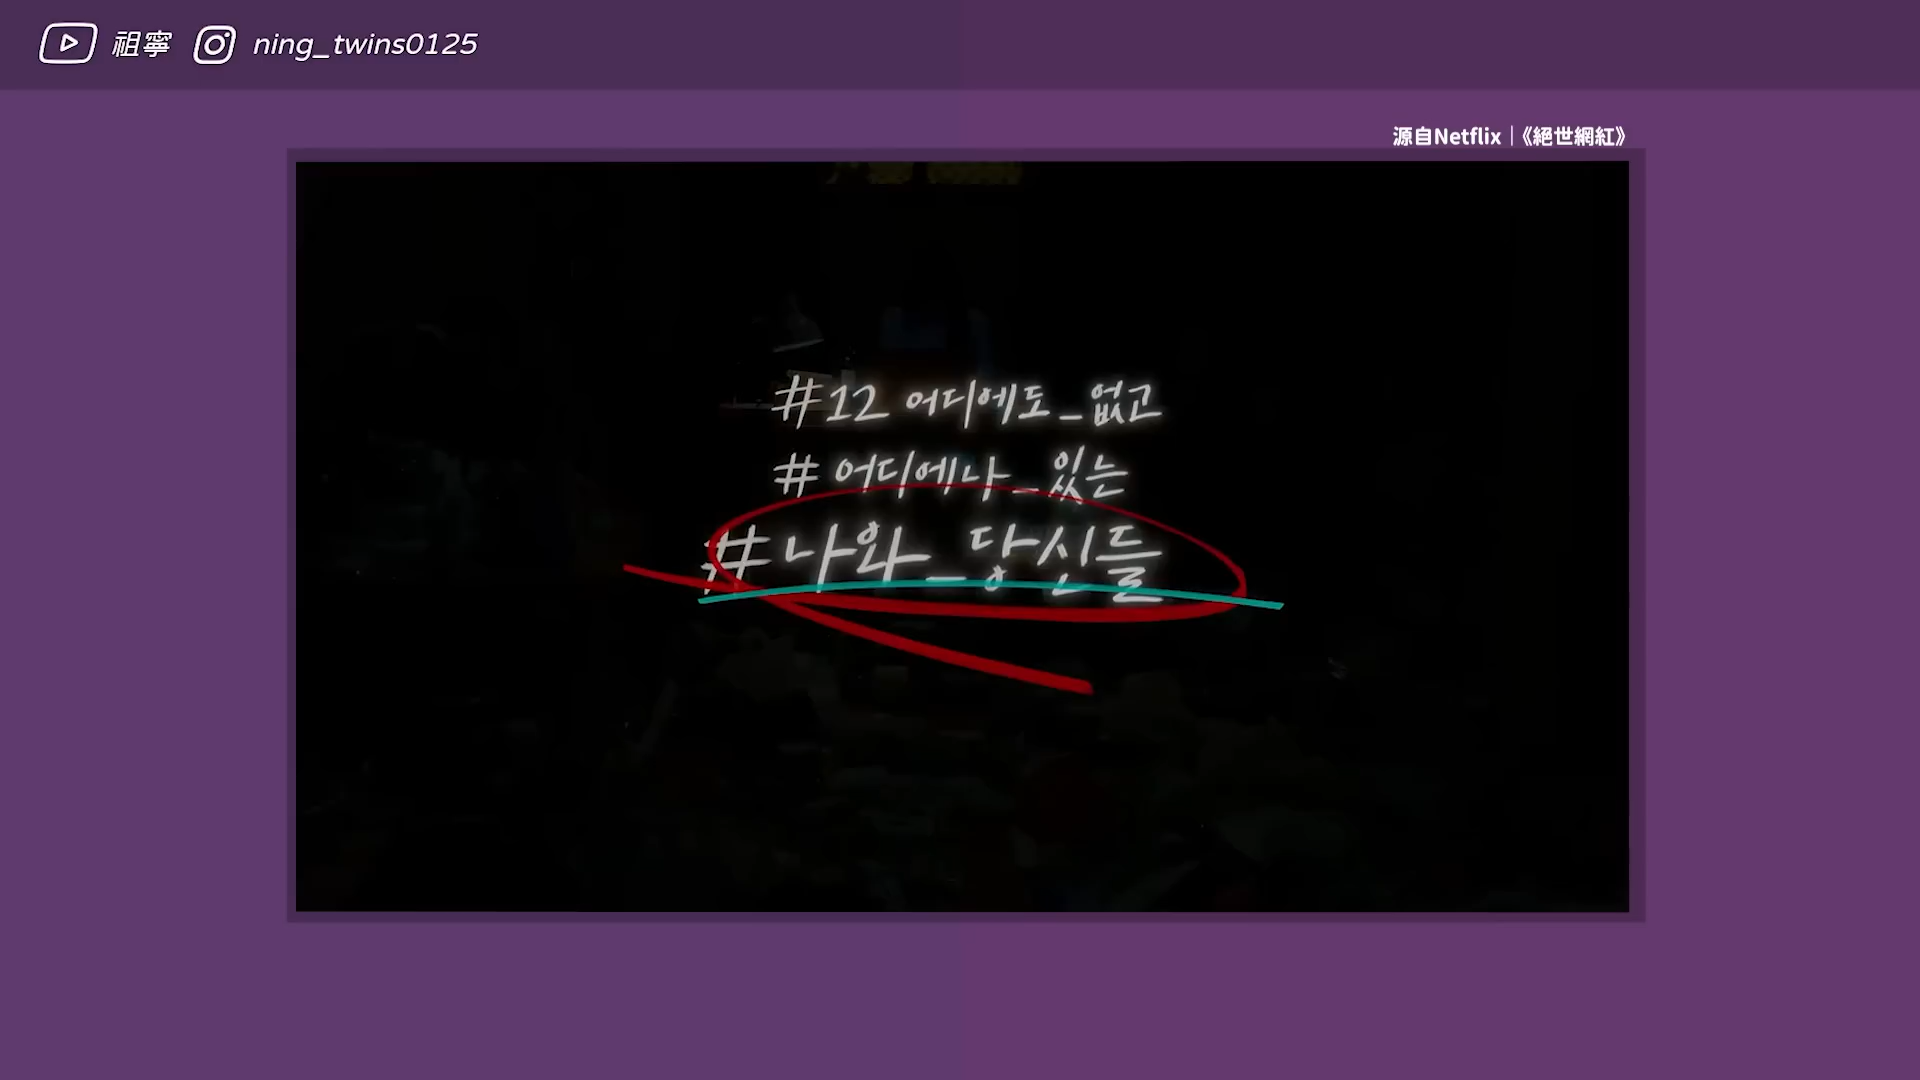 祖寧 ning_twins0125
源自Netflix｜《絕世網紅》
#12 어디에도_없고
# 어디에나_있는
#나와_당신들